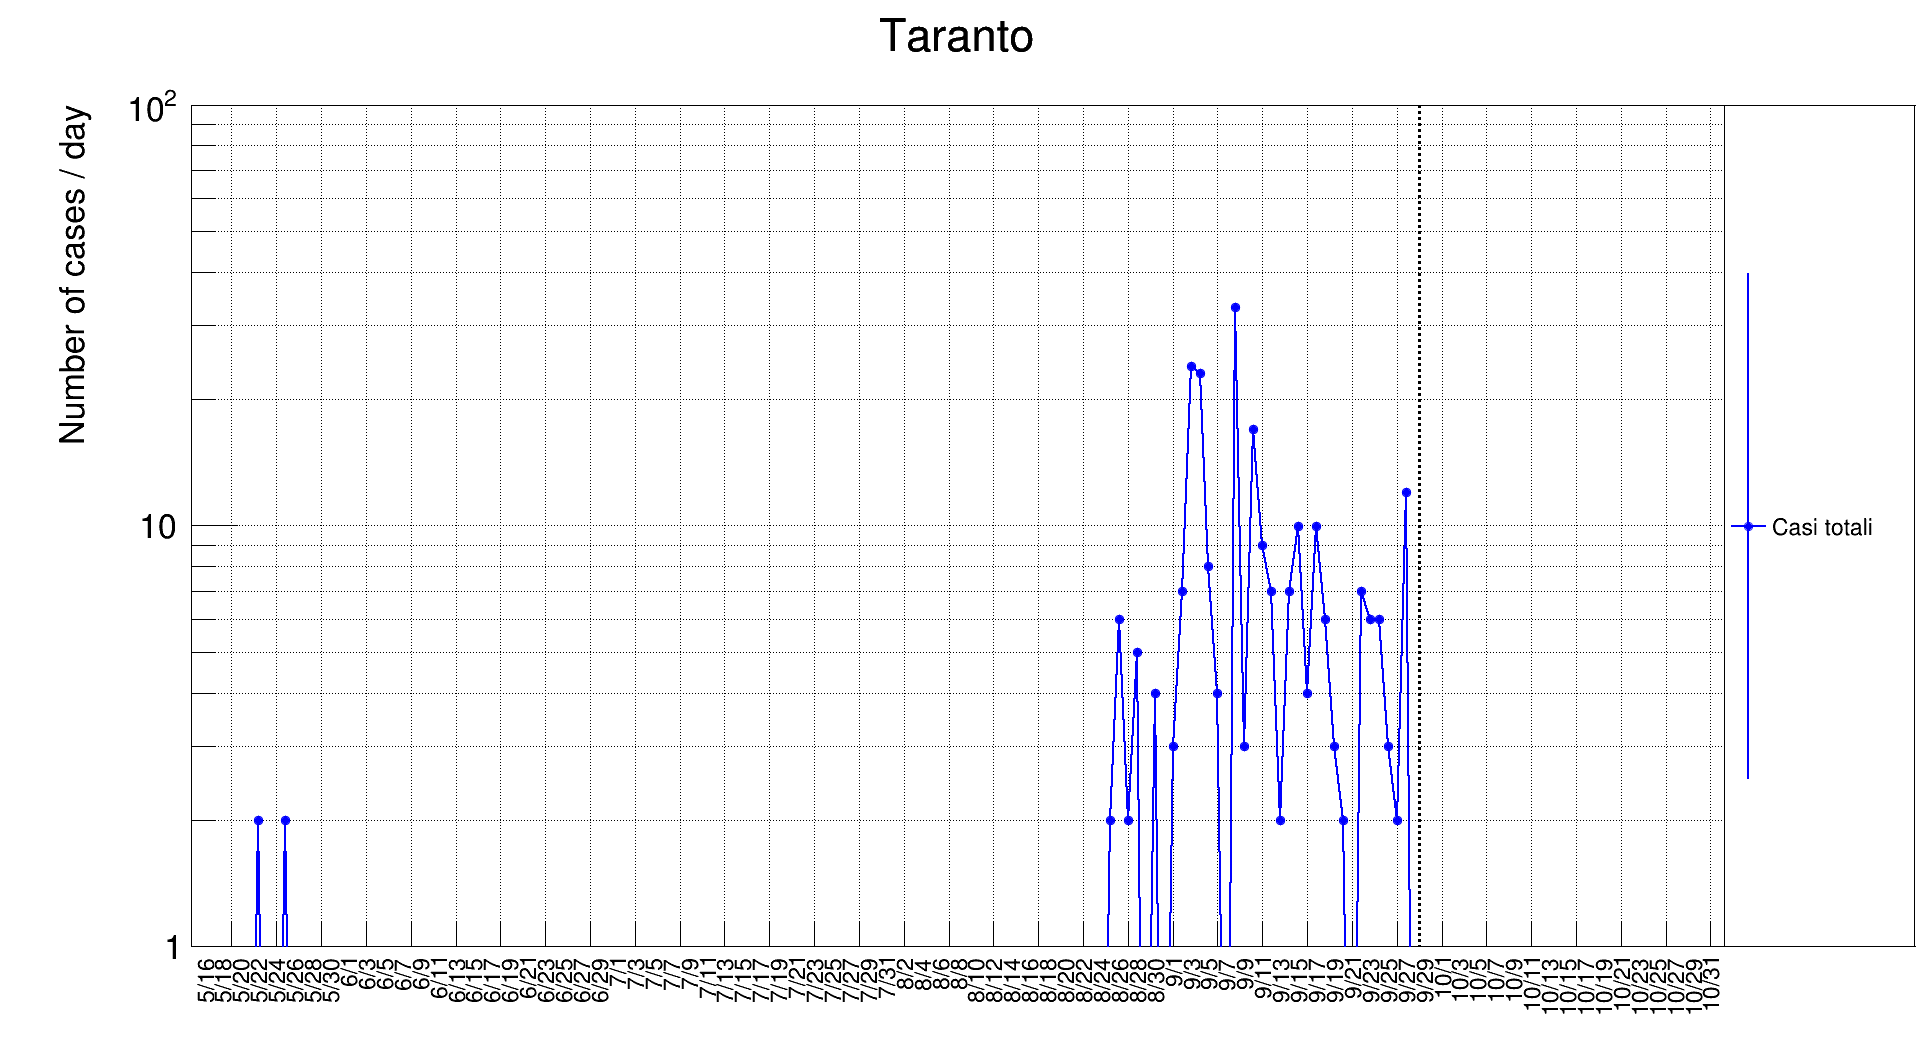 Taranto
Number of cases / day
10²
10
1
Casi totali
5/16 5/18 5/20 5/22 5/24 5/26 5/28 5/30 6/1 6/3 6/5 6/7 6/9 6/11 6/13 6/15 6/17 6/19 6/21 6/23 6/25 6/27 6/29 7/1 7/3 7/5 7/7 7/9 7/11 7/13 7/15 7/17 7/19 7/21 7/23 7/25 7/27 7/29 7/31 8/2 8/4 8/6 8/8 8/10 8/12 8/14 8/16 8/18 8/20 8/22 8/24 8/26 8/28 8/30 9/1 9/3 9/5 9/7 9/9 9/11 9/13 9/15 9/17 9/19 9/21 9/23 9/25 9/27 9/29 10/1 10/3 10/5 10/7 10/9 10/11 10/13 10/15 10/17 10/19 10/21 10/23 10/25 10/27 10/29 10/31